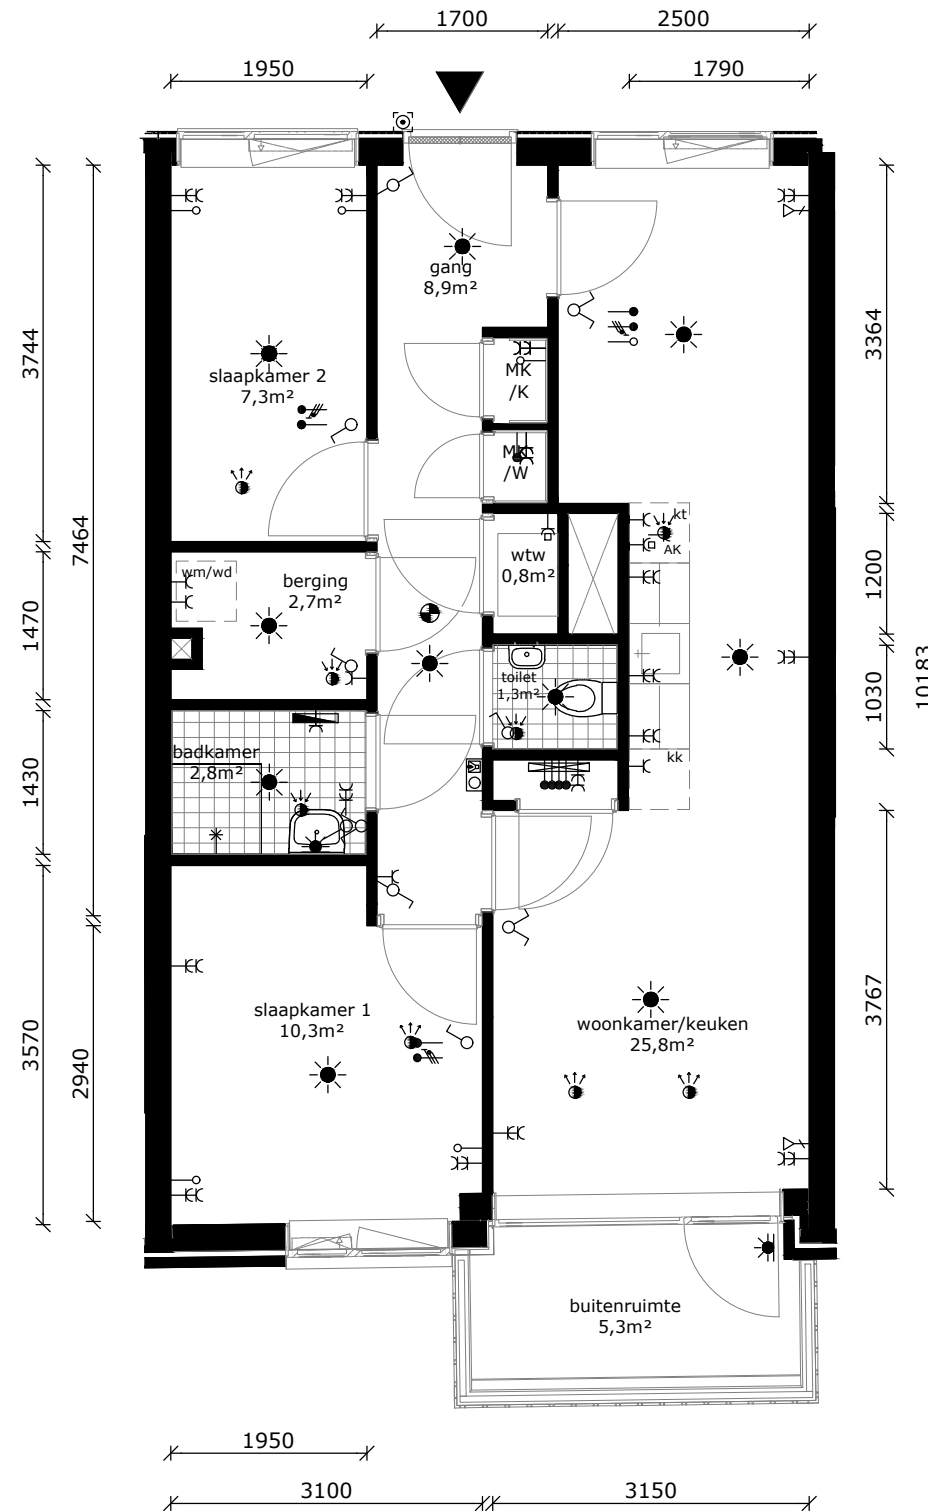 1700
2500
1950
1790
gang
8,9m²
3744
3364
slaapkamer 2
7,3m²
MK
/K
MK
/W
7464
kt
AK
wtw
0,8m²
wm/wd
berging
2,7m²
1200
1470
toilet
1,3m²
1030
10183
badkamer
2,8m²
kk
1430
3767
slaapkamer 1
10,3m²
woonkamer/keuken
25,8m²
3570
2940
buitenruimte
5,3m²
1950
3100
3150